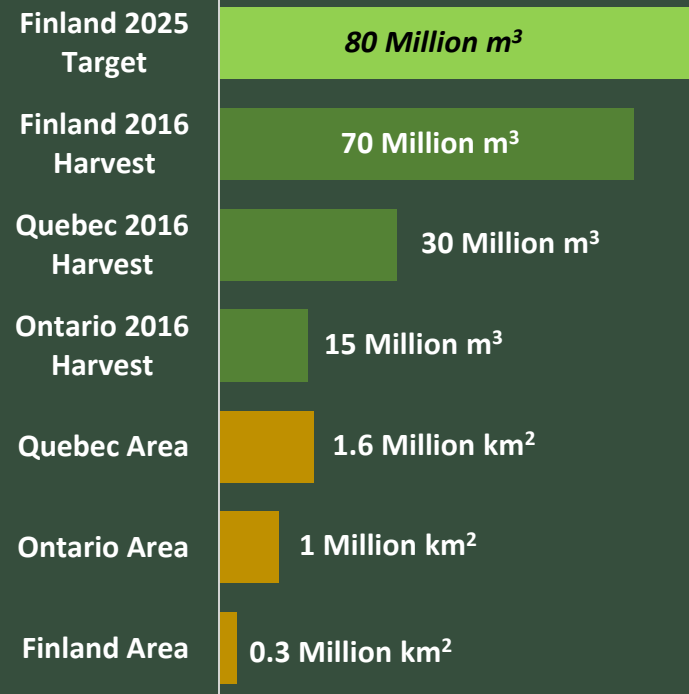 Finland 2025
Target
80 Million m³
Finland 2016
Harvest
70 Million m³
Quebec 2016
Harvest
30 Million m³
Ontario 2016
Harvest
15 Million m³
Quebec Area
1.6 Million km²
Ontario Area
1 Million km²
Finland Area
0.3 Million km²